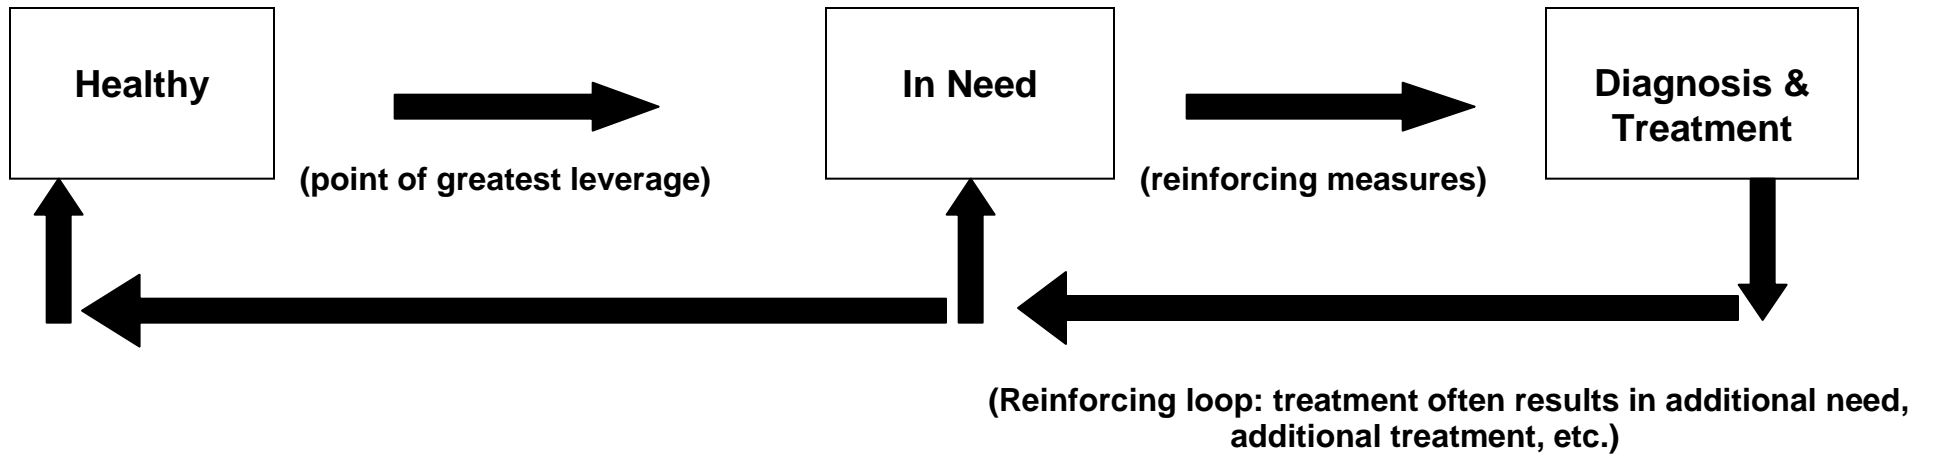 Healthy
In Need
Diagnosis &
Treatment
(point of greatest leverage)
(reinforcing measures)
(Reinforcing loop: treatment often results in additional need,
additional treatment, etc.)